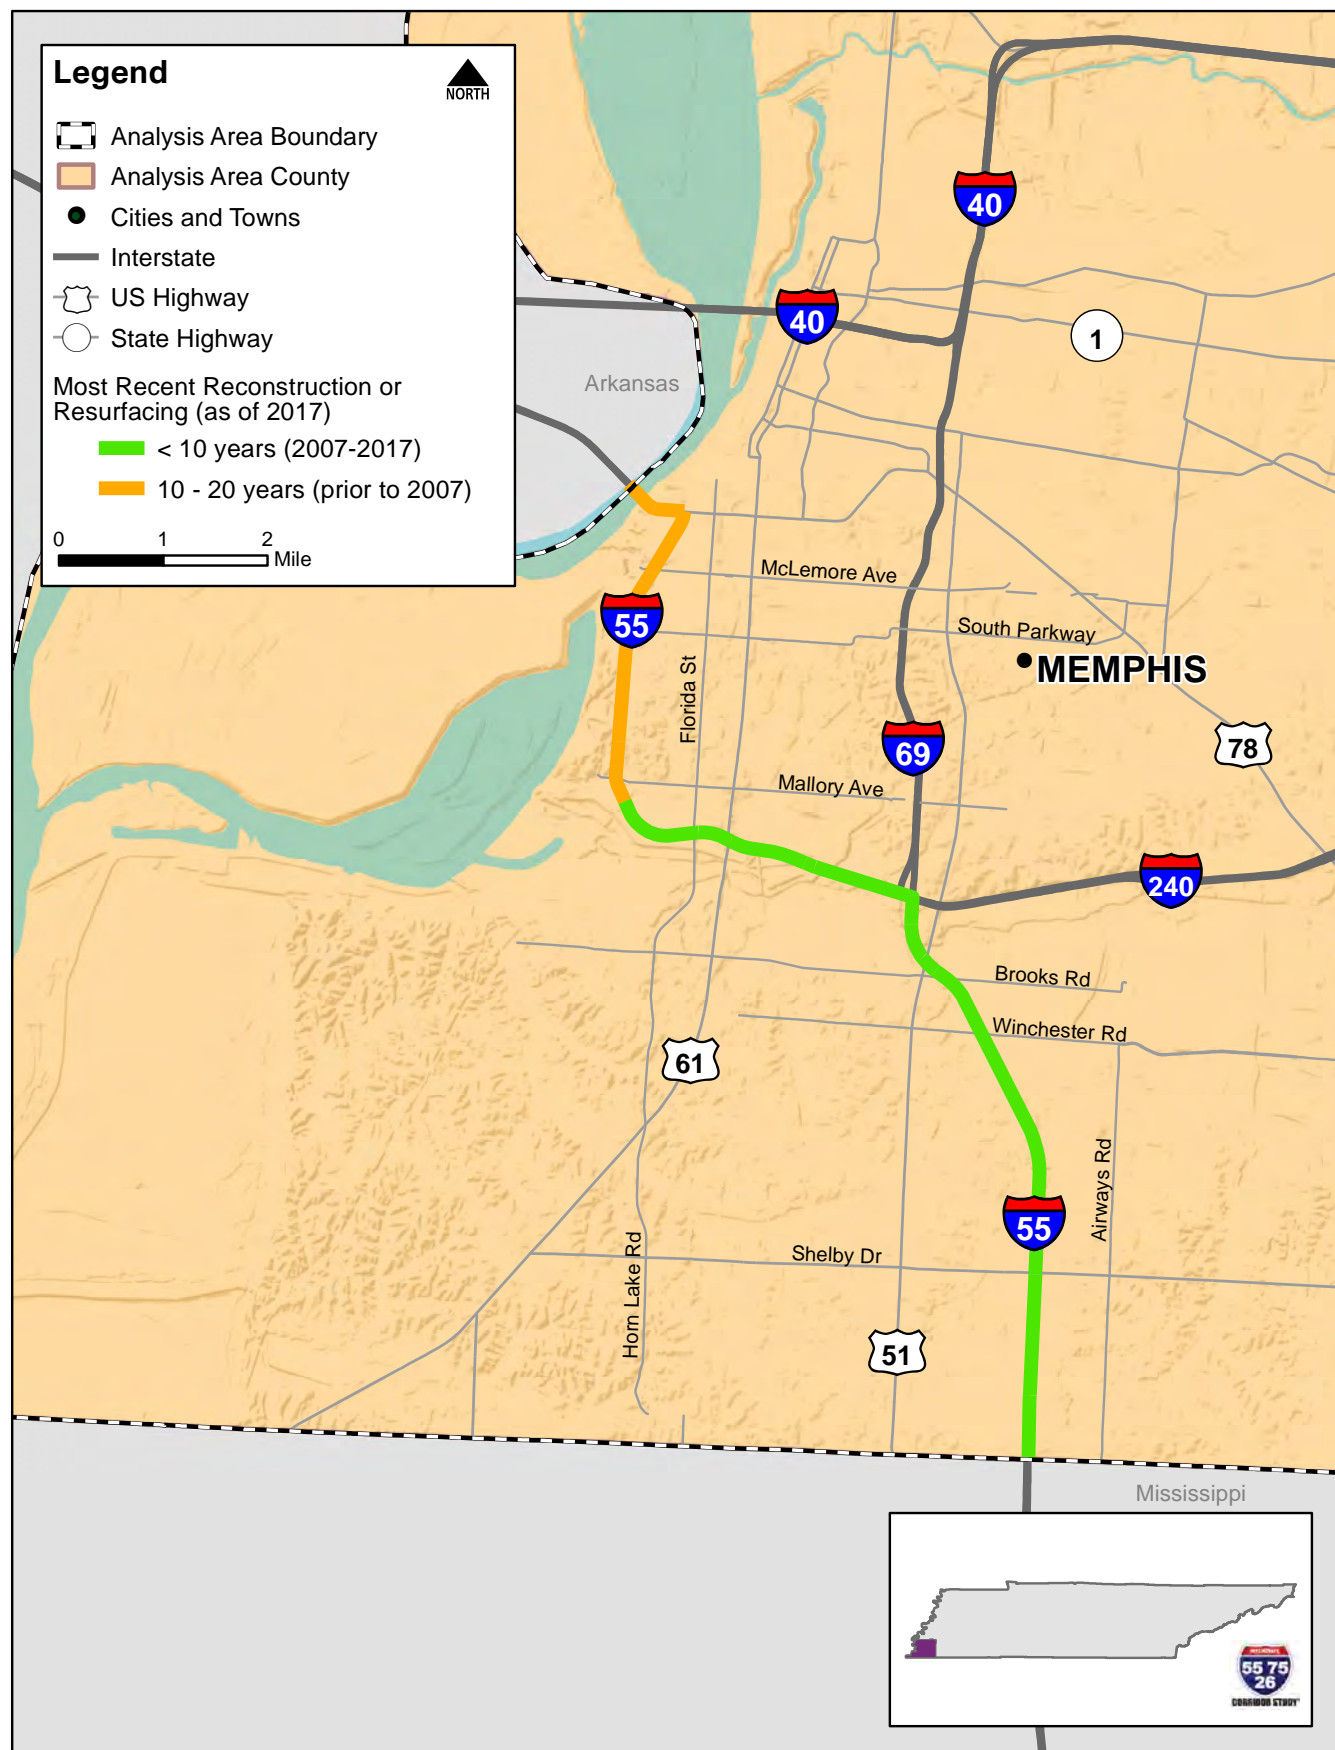 Legend
NORTH
Analysis Area Boundary
Analysis Area County
Cities and Towns
Interstate
US Highway
State Highway
Most Recent Reconstruction or
Resurfacing (as of 2017)
< 10 years (2007-2017)
10 - 20 years (prior to 2007)
0 1 2
Mile
40
40
1
Arkansas
McLemore Ave
55
South Parkway
MEMPHIS
Florida St
69
78
Mallory Ave
240
Brooks Rd
Winchester Rd
61
Airways Rd
55
Shelby Dr
Horn Lake Rd
51
Mississippi
INTERSTATE
55 75
26
CORRIDOR STUDY